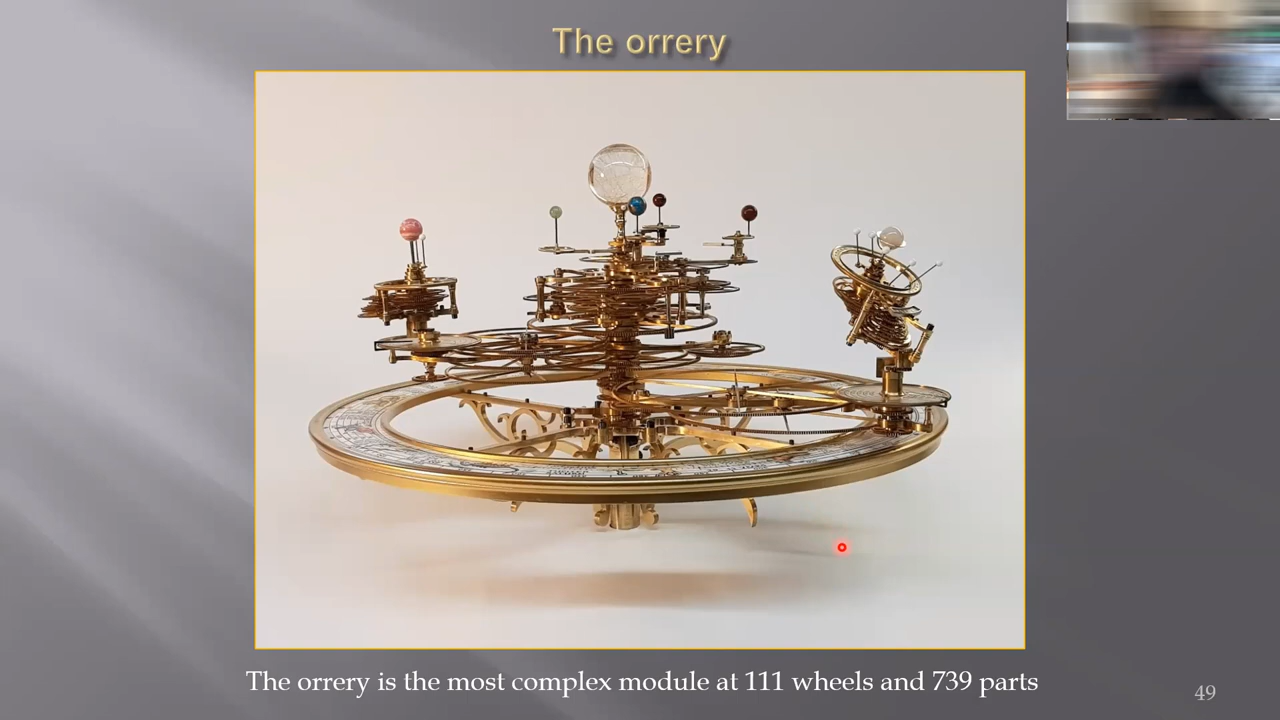 The orrery
The orrery is the most complex module at 111 wheels and 739 parts
49